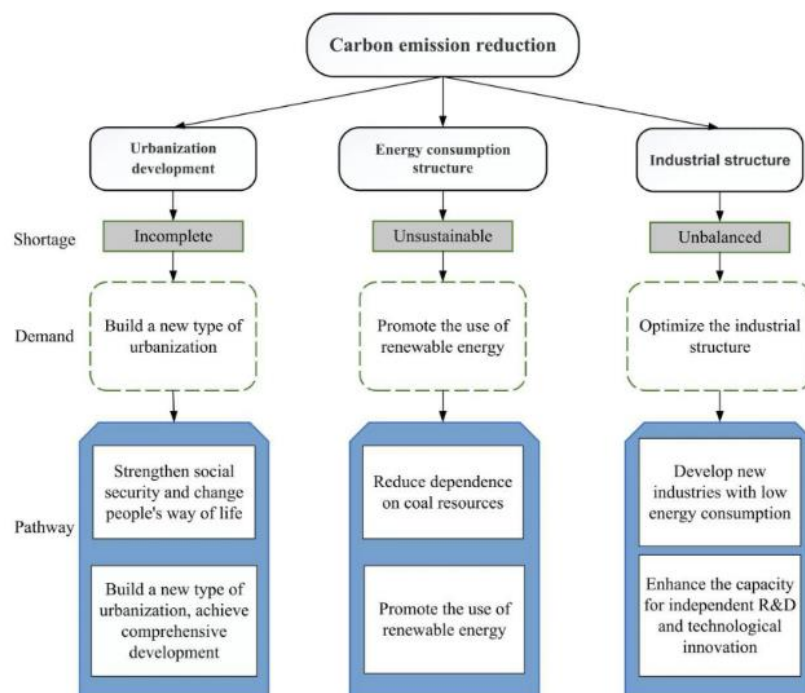 Carbon emission reduction
Urbanization
development
Energy consumption
structure
Industrial structure
Shortage
Incomplete
Unsustainable
Unbalanced
Demand
Build a new type of
urbanization
Promote the use of
renewable energy
Optimize the industrial
structure
Pathway
Strengthen social
security and change
people's way of life
Reduce dependence
on coal resources
Develop new
industries with low
energy consumption
Build a new type of
urbanization, achieve
comprehensive
development
Promote the use of
renewable energy
Enhance the capacity
for independent R&D
and technological
innovation